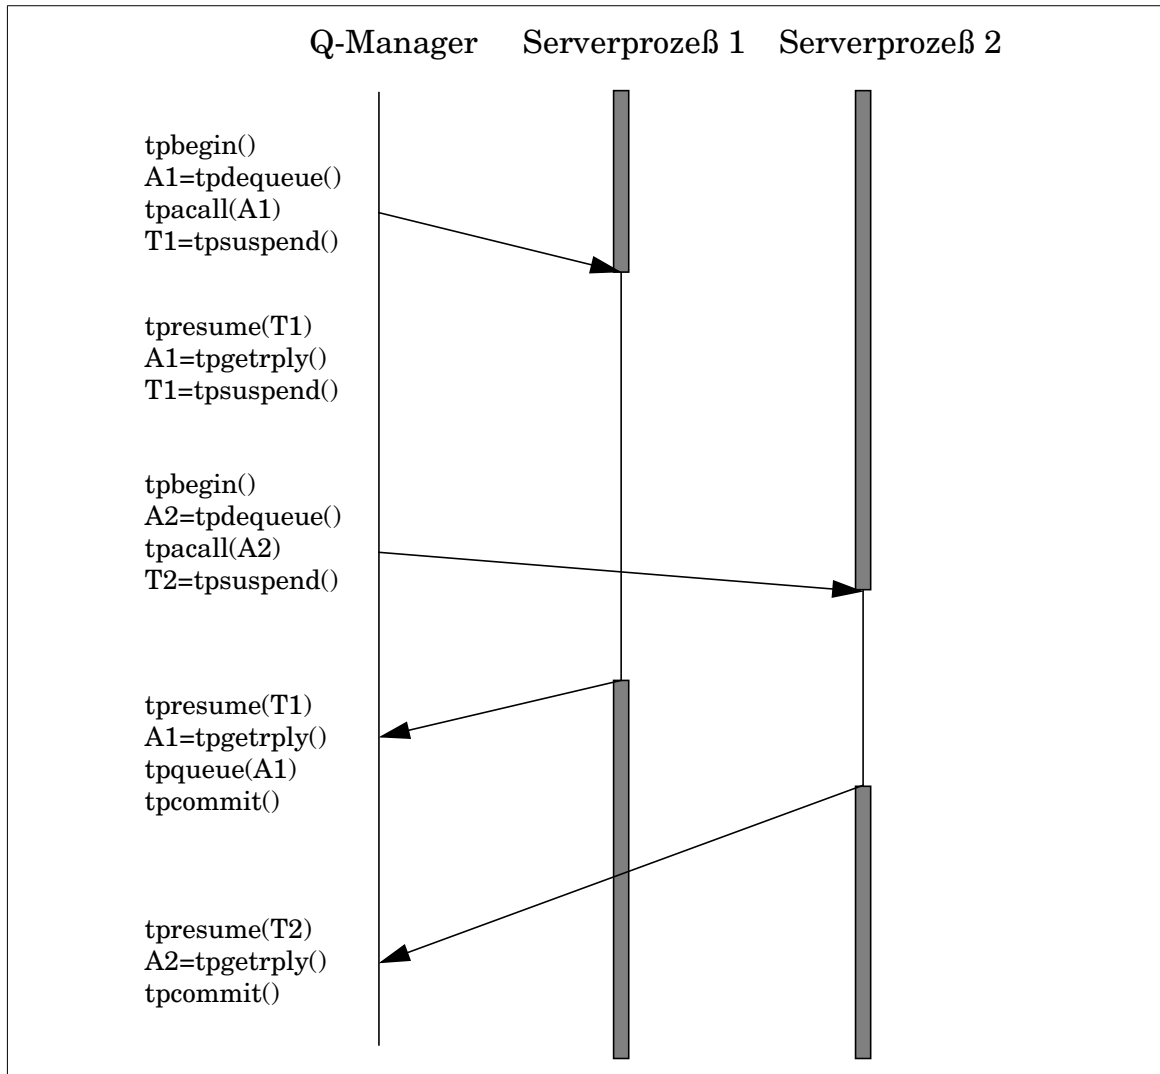 Q-Manager Serverprozeß 1 Serverprozeß 2
tpbegin()
A1=tpdequeue()
tpacall(A1)
T1=tpsuspend()
tpresume(T1)
A1=tpgetrply()
T1=tpsuspend()
tpbegin()
A2=tpdequeue()
tpacall(A2)
T2=tpsuspend()
tpresume(T1)
A1=tpgetrply()
tpqueue(A1)
tpcommit()
tpresume(T2)
A2=tpgetrply()
tpcommit()